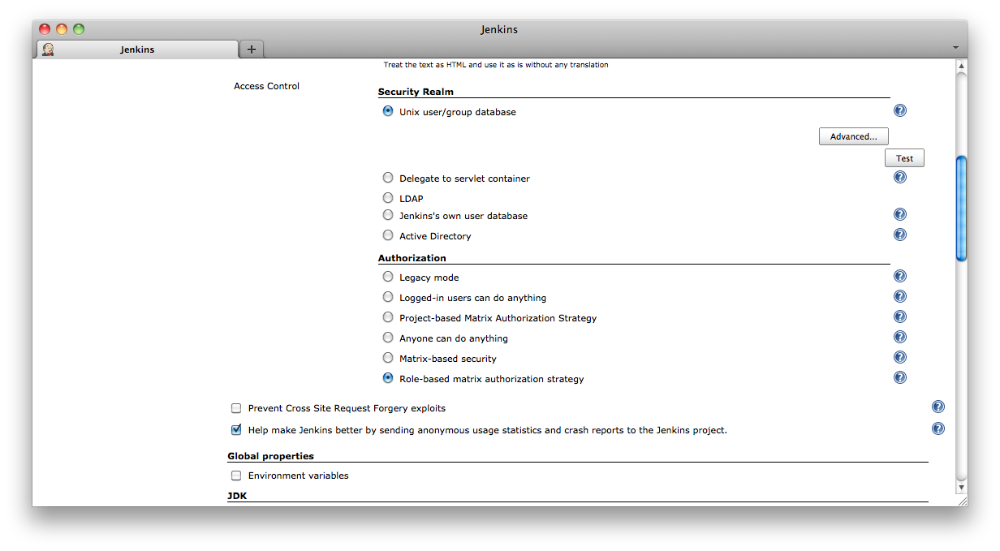 Jenkins
Jenkins
+
Treat the text as HTML and use it as is without any translation
Access Control
Security Realm
Unix user/group database
?
Advanced...
Test
Delegate to servlet container
?
LDAP
Jenkins's own user database
?
Active Directory
?
Authorization
Legacy mode
?
Logged-in users can do anything
?
Project-based Matrix Authorization Strategy
?
Anyone can do anything
?
Matrix-based security
?
Role-based matrix authorization strategy
?
Prevent Cross Site Request Forgery exploits
?
Help make Jenkins better by sending anonymous usage statistics and crash reports to the Jenkins project.
?
Global properties
Environment variables
JDK